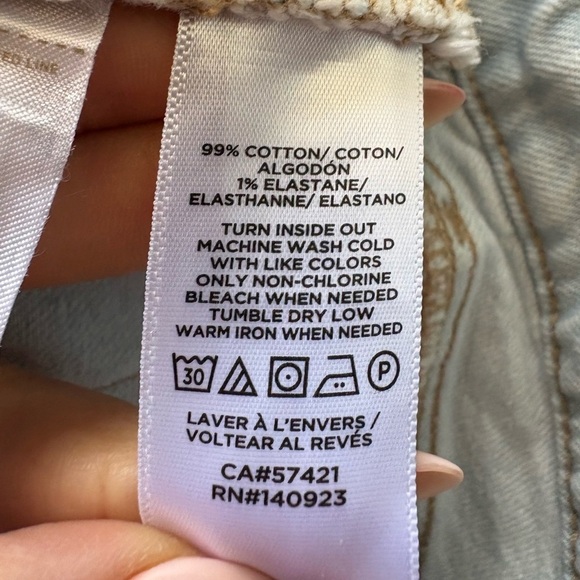 99% COTTON/ COTON/
ALGODÓN
1% ELASTANE/
ELASTHANNE/ ELASTANO
TURN INSIDE OUT
MACHINE WASH COLD
WITH LIKE COLORS
ONLY NON-CHLORINE
BLEACH WHEN NEEDED
TUMBLE DRY LOW
WARM IRON WHEN NEEDED
30 P
LAVER À L'ENVERS /
VOLTEAR AL REVÉS
CA#57421
RN#140923